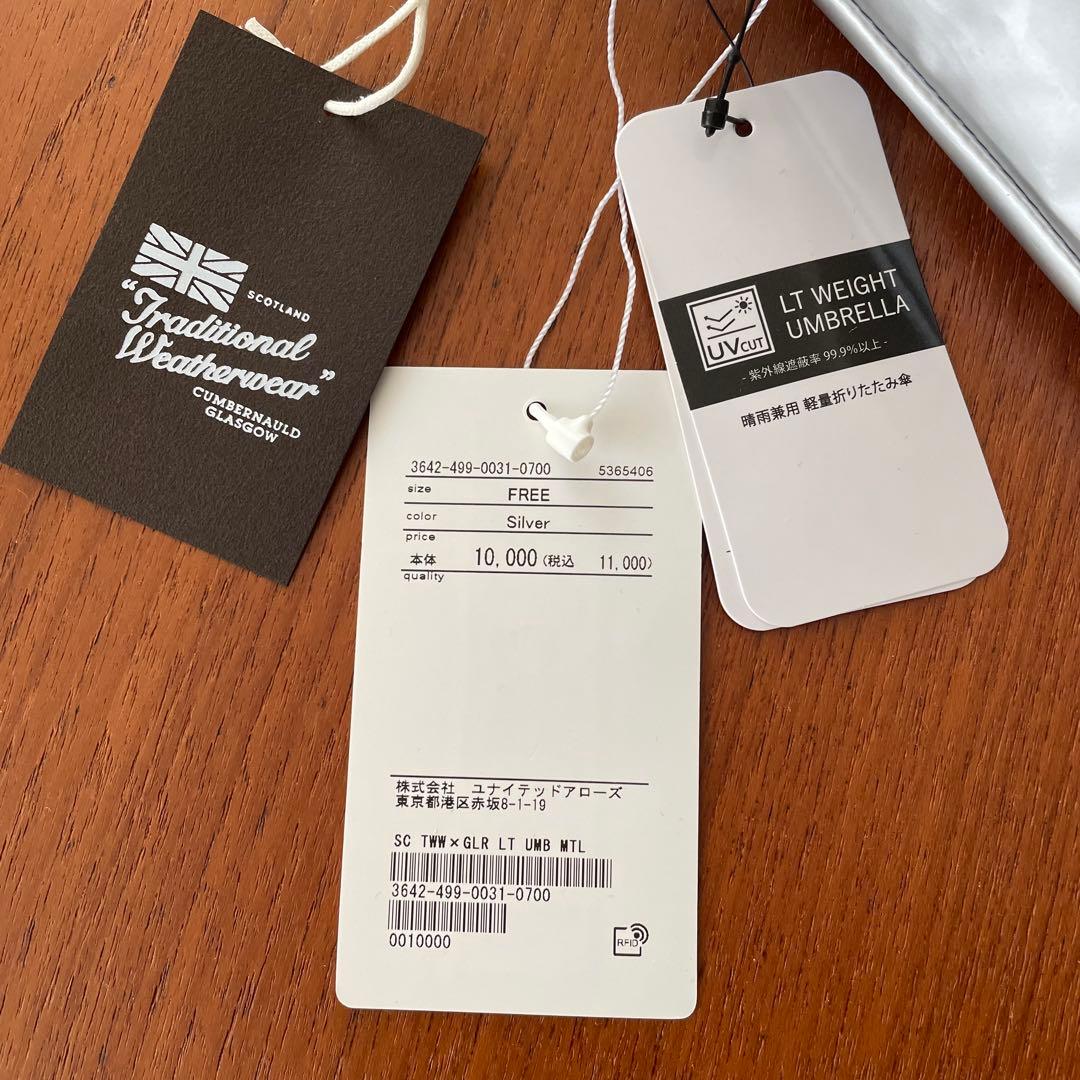 SCOTLAND
"Traditional
Weatherwear"
CUMBERNAULD
GLASGOW
UV CUT
LT WEIGHT
UMBRELLA
- 紫外線遮蔽率 99.9%以上 -
晴雨兼用 軽量折りたたみ傘
3642-499-0031-0700 5365406
size FREE
color Silver
price
本体 10,000 (税込 11,000)
quality
株式会社 ユナイテッドアローズ
東京都港区赤坂8-1-19
SC TWW×GLR LT UMB MTL
3642-499-0031-0700
0010000
RFID